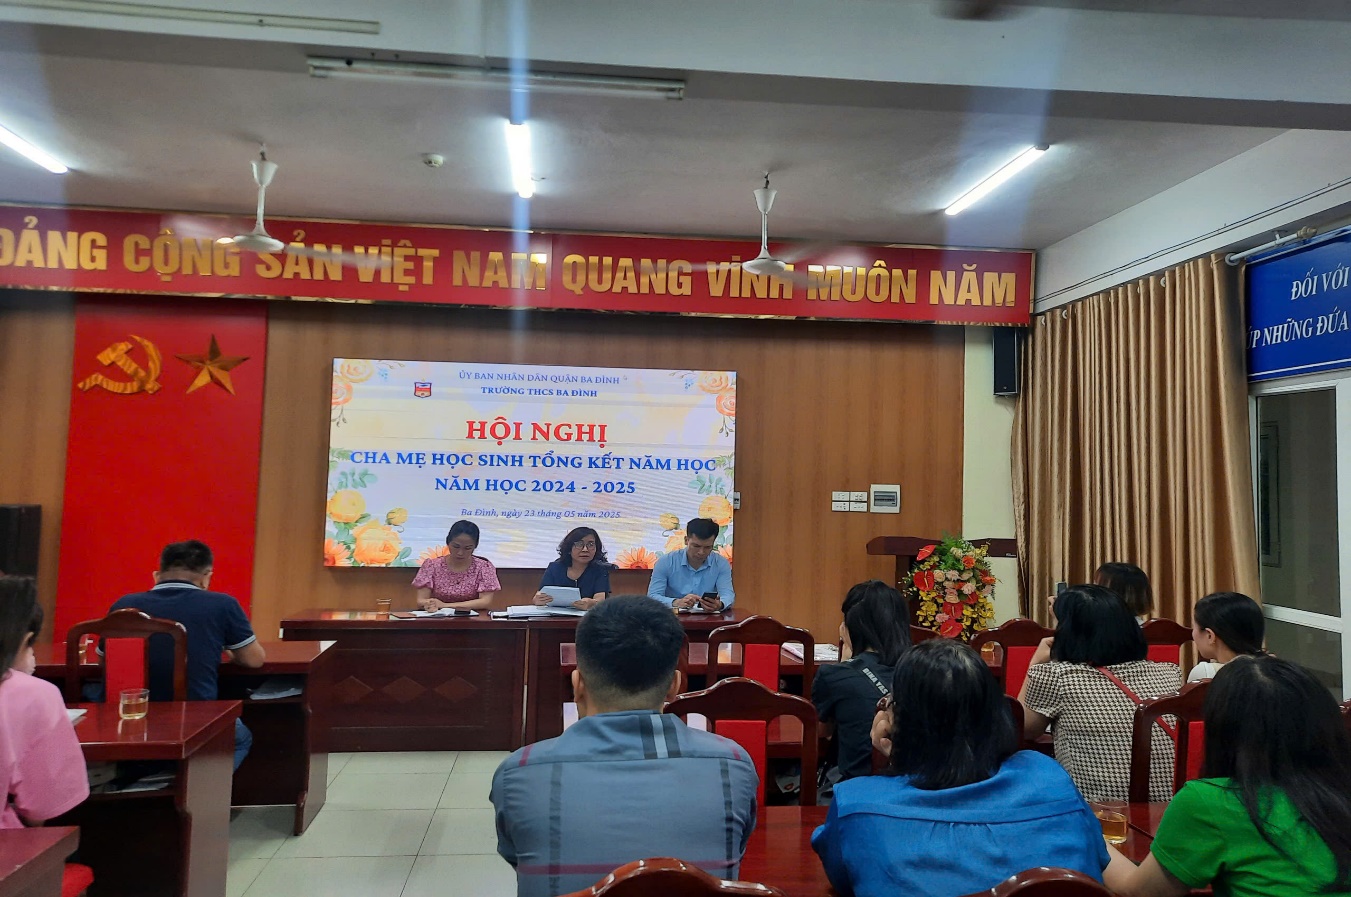 ĐẢNG CỘNG SẢN VIỆT NAM QUANG VINH MUÔN NĂM
ỦY BAN NHÂN DÂN QUẬN BA ĐÌNH
TRƯỜNG THCS BA ĐÌNH
HỘI NGHỊ
CHA MẸ HỌC SINH TỔNG KẾT NĂM HỌC
NĂM HỌC 2024 - 2025
Ba Đình, ngày 23 tháng 05 năm 2025
ĐỐI VỚI
ÚP NHỮNG ĐỨA